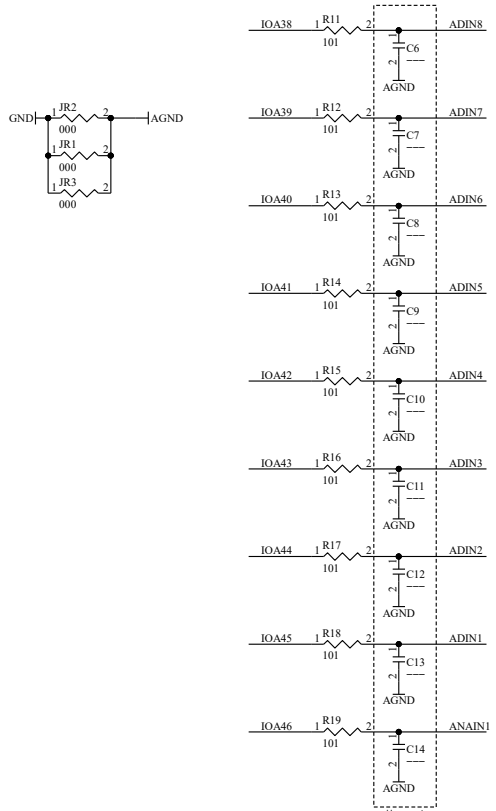 IOA38 1 R11 2 ADIN8
101
1
C6
2 ---
AGND
JR2
GND 1 2 AGND
000
JR1
1 2
000
JR3
1 2
000
IOA39 1 R12 2 ADIN7
101
1
C7
2 ---
AGND
IOA40 1 R13 2 ADIN6
101
1
C8
2 ---
AGND
IOA41 1 R14 2 ADIN5
101
1
C9
2 ---
AGND
IOA42 1 R15 2 ADIN4
101
1
C10
2 ---
AGND
IOA43 1 R16 2 ADIN3
101
1
C11
2 ---
AGND
IOA44 1 R17 2 ADIN2
101
1
C12
2 ---
AGND
IOA45 1 R18 2 ADIN1
101
1
C13
2 ---
AGND
IOA46 1 R19 2 ANAIN1
101
1
C14
2 ---
AGND